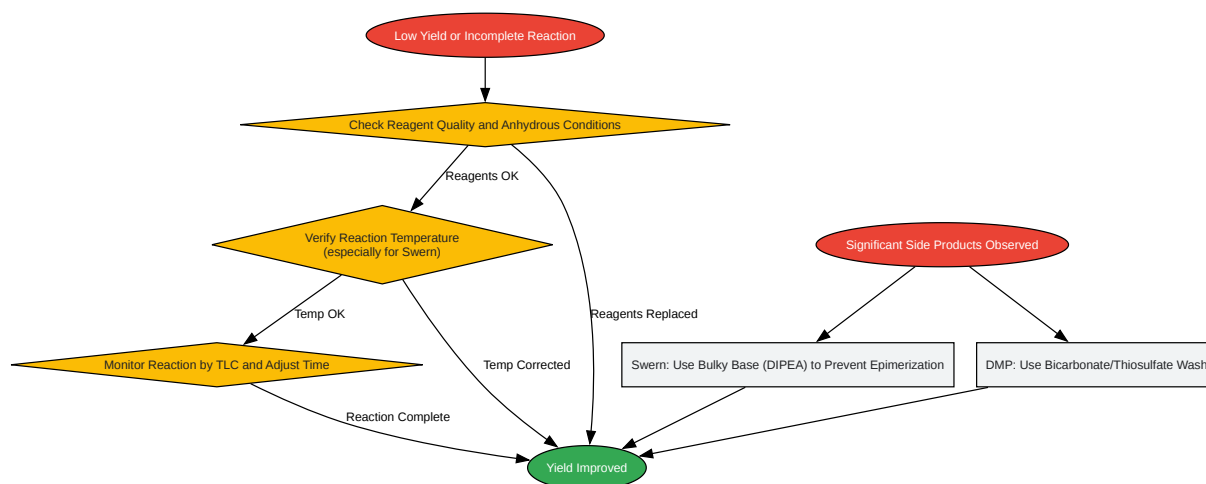 Low Yield or Incomplete Reaction
Check Reagent Quality and Anhydrous Conditions
Reagents OK
Verify Reaction Temperature
(especially for Swern)
Significant Side Products Observed
Temp OK
Reagents Replaced
Monitor Reaction by TLC and Adjust Time
Temp Corrected
Swern: Use Bulky Base (DIPEA) to Prevent Epimerization
DMP: Use Bicarbonate/Thiosulfate Wash
Reaction Complete
Yield Improved